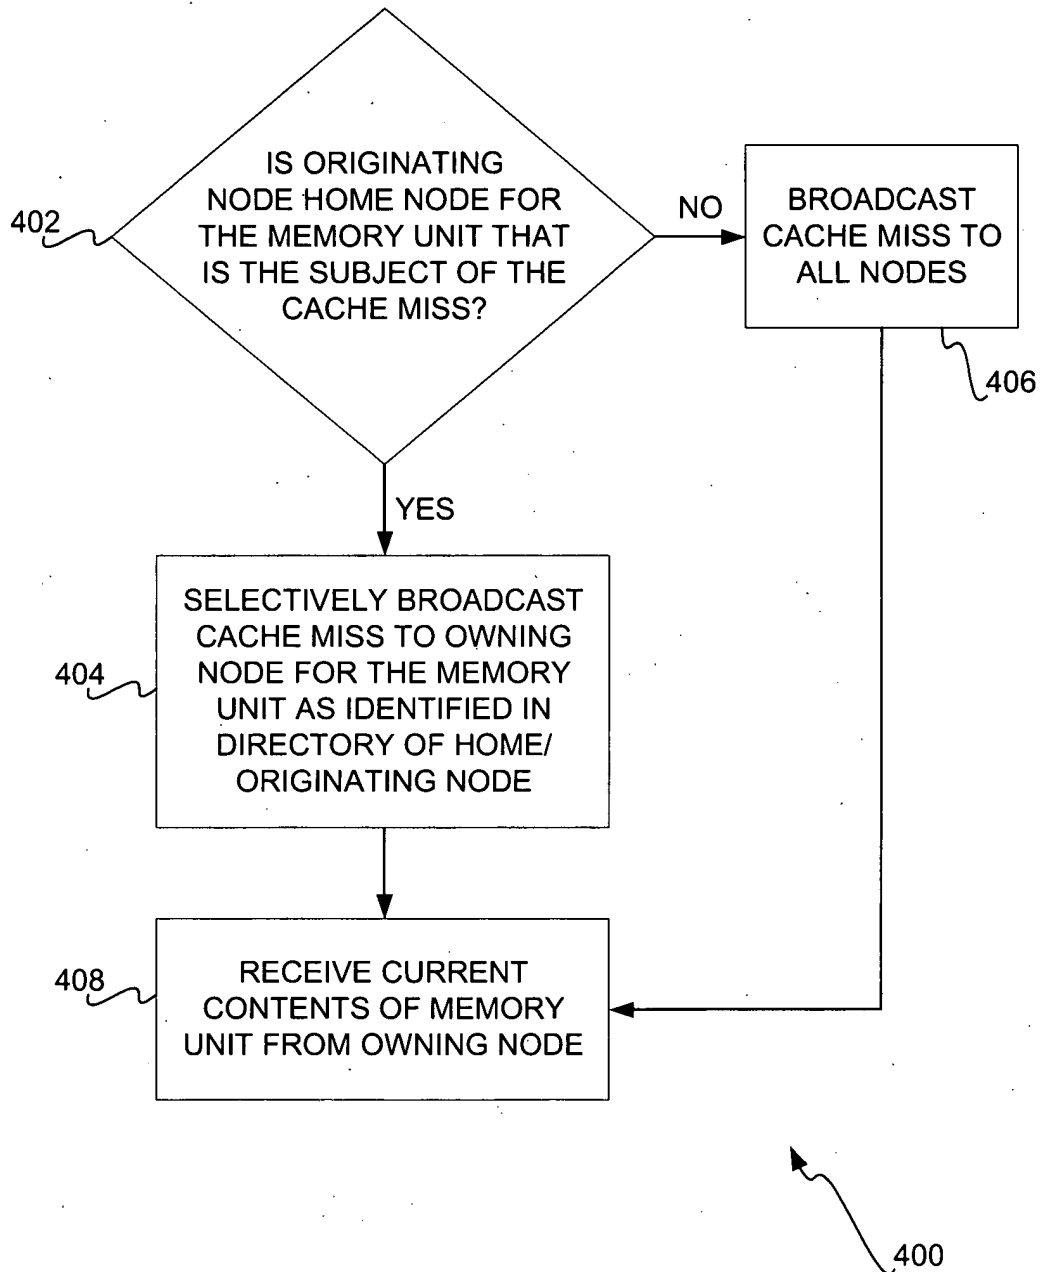 IS ORIGINATING
NODE HOME NODE FOR
THE MEMORY UNIT THAT
IS THE SUBJECT OF THE
CACHE MISS?
402
NO
BROADCAST
CACHE MISS TO
ALL NODES
406
YES
SELECTIVELY BROADCAST
CACHE MISS TO OWNING
NODE FOR THE MEMORY
UNIT AS IDENTIFIED IN
DIRECTORY OF HOME/
ORIGINATING NODE
404
RECEIVE CURRENT
CONTENTS OF MEMORY
UNIT FROM OWNING NODE
408
400